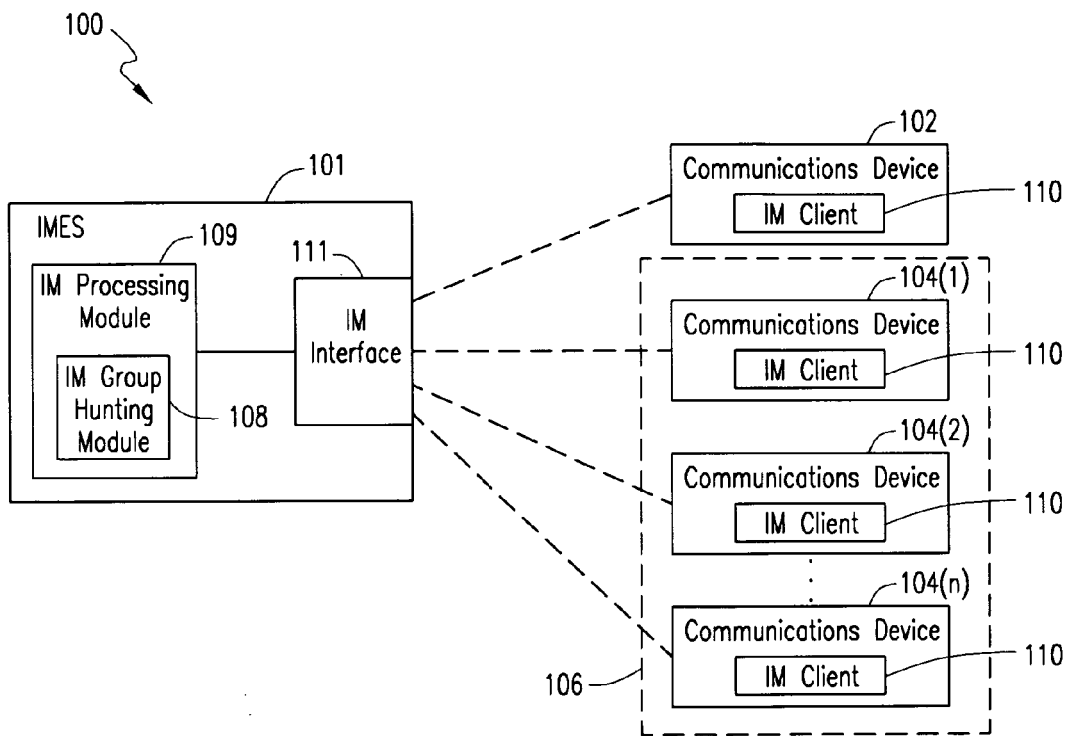 100
101
IMES
109
IM Processing
Module
IM Group
Hunting
Module
108
111
IM
Interface
102
Communications Device
IM Client
110
104(1)
Communications Device
IM Client
110
104(2)
Communications Device
IM Client
110
104(n)
Communications Device
IM Client
110
106